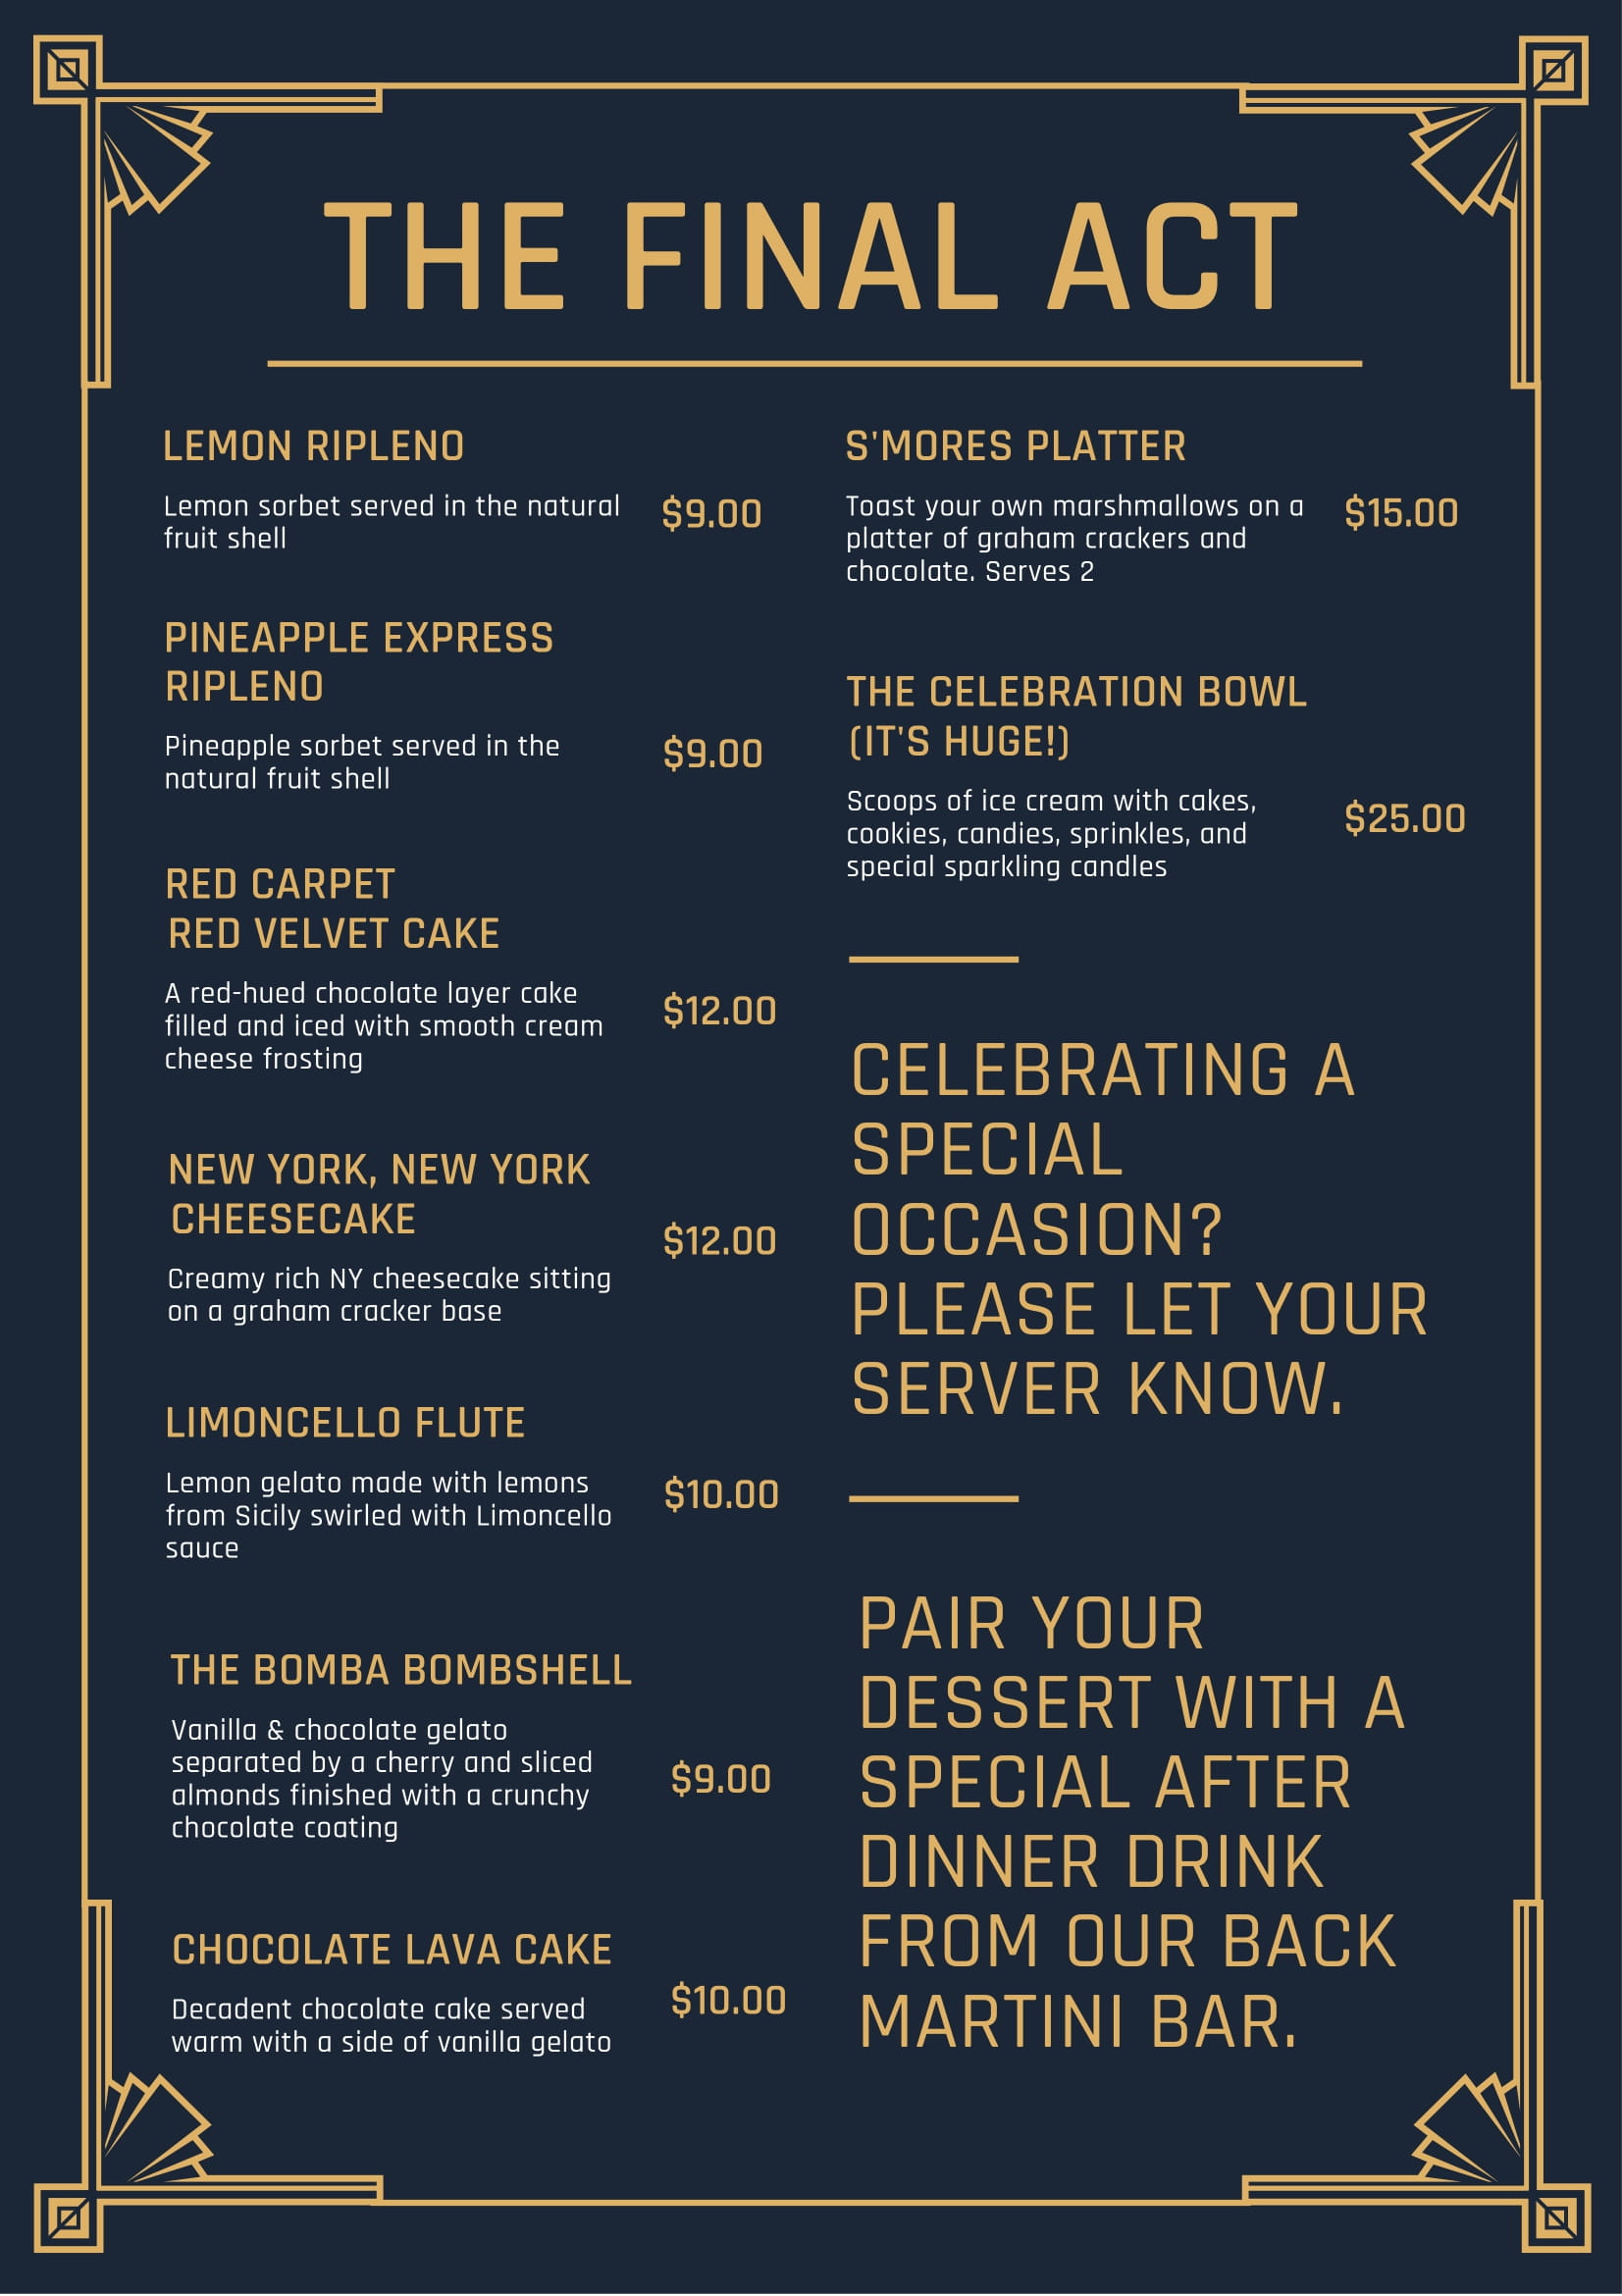 THE FINAL ACT
LEMON RIPLENO
Lemon sorbet served in the natural
fruit shell
$9.00
PINEAPPLE EXPRESS
RIPLENO
Pineapple sorbet served in the
natural fruit shell
$9.00
RED CARPET
RED VELVET CAKE
A red-hued chocolate layer cake
filled and iced with smooth cream
cheese frosting
$12.00
NEW YORK, NEW YORK
CHEESECAKE
Creamy rich NY cheesecake sitting
on a graham cracker base
$12.00
LIMONCELLO FLUTE
Lemon gelato made with lemons
from Sicily swirled with Limoncello
sauce
$10.00
THE BOMBA BOMBSHELL
Vanilla & chocolate gelato
separated by a cherry and sliced
almonds finished with a crunchy
chocolate coating
$9.00
CHOCOLATE LAVA CAKE
Decadent chocolate cake served
warm with a side of vanilla gelato
$10.00
S'MORES PLATTER
Toast your own marshmallows on a
platter of graham crackers and
chocolate. Serves 2
$15.00
THE CELEBRATION BOWL
(IT'S HUGE!)
Scoops of ice cream with cakes,
cookies, candies, sprinkles, and
special sparkling candles
$25.00
CELEBRATING A
SPECIAL
OCCASION?
PLEASE LET YOUR
SERVER KNOW.
PAIR YOUR
DESSERT WITH A
SPECIAL AFTER
DINNER DRINK
FROM OUR BACK
MARTINI BAR.